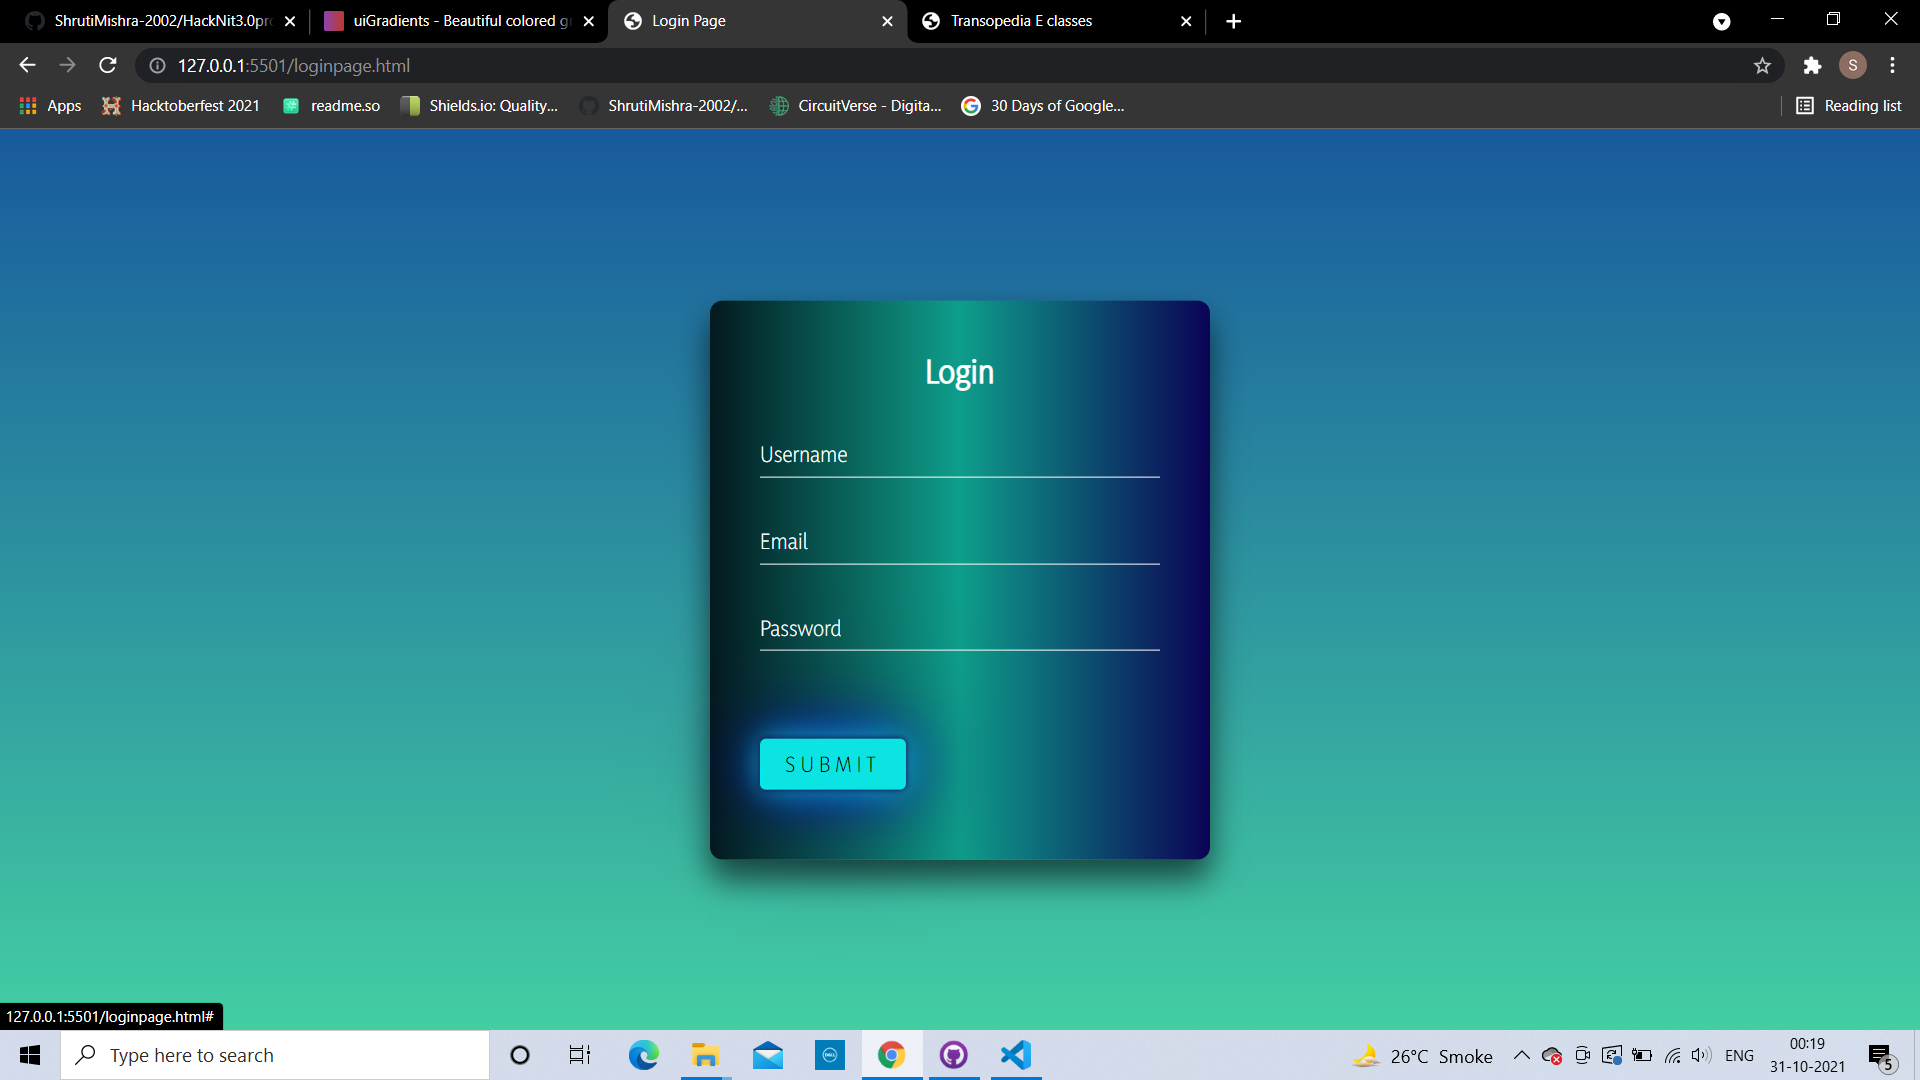 ShrutiMishra-2002/HackNit3.0pro
uiGradients - Beautiful colored g
Login Page
Transopedia E classes
127.0.0.1:5501/loginpage.html
S
Apps
Hacktoberfest 2021
readme.so
Shields.io: Quality...
ShrutiMishra-2002/...
CircuitVerse - Digita...
30 Days of Google...
Reading list
Login
Username
Email
Password
SUBMIT
127.0.0.1:5501/loginpage.html#
Type here to search
DELL
26°C Smoke
ENG
00:19
31-10-2021
5